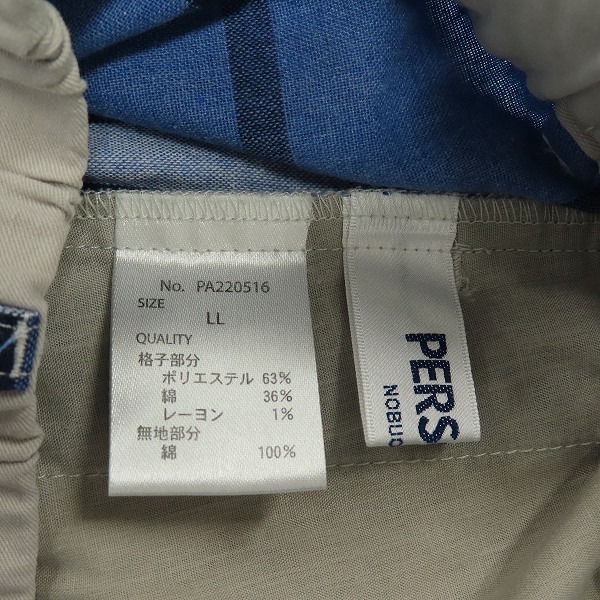 No. PA220516
SIZE
LL
QUALITY
格子部分
ポリエステル 63%
綿 36%
レーヨン 1%
無地部分
綿 100%
PERS
NOBUO